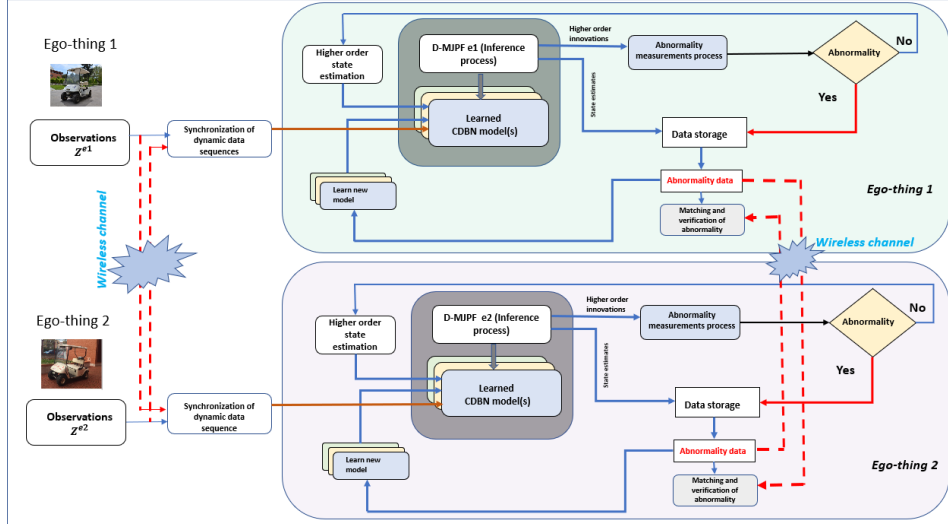 Ego-thing 1
Observations
Z^{e1}
Synchronization of
dynamic data
sequences
Higher order
state
estimation
D-MJPF e1 (Inference
process)
Learned
CDBN model(s)
Higher order
innovations
State estimates
Abnormality
measurements process
Abnormality
No
Yes
Data storage
Abnormality data
Matching and
verification of
abnormality
Learn new
model
Ego-thing 1
Wireless channel
Wireless channel
Ego-thing 2
Observations
Z^{e2}
Synchronization of
dynamic data
sequence
Higher order
state
estimation
D-MJPF e2 (Inference
process)
Learned
CDBN model(s)
Higher order
innovations
State estimates
Abnormality
measurements process
Abnormality
No
Yes
Data storage
Abnormality data
Matching and
verification of
abnormality
Learn new
model
Ego-thing 2